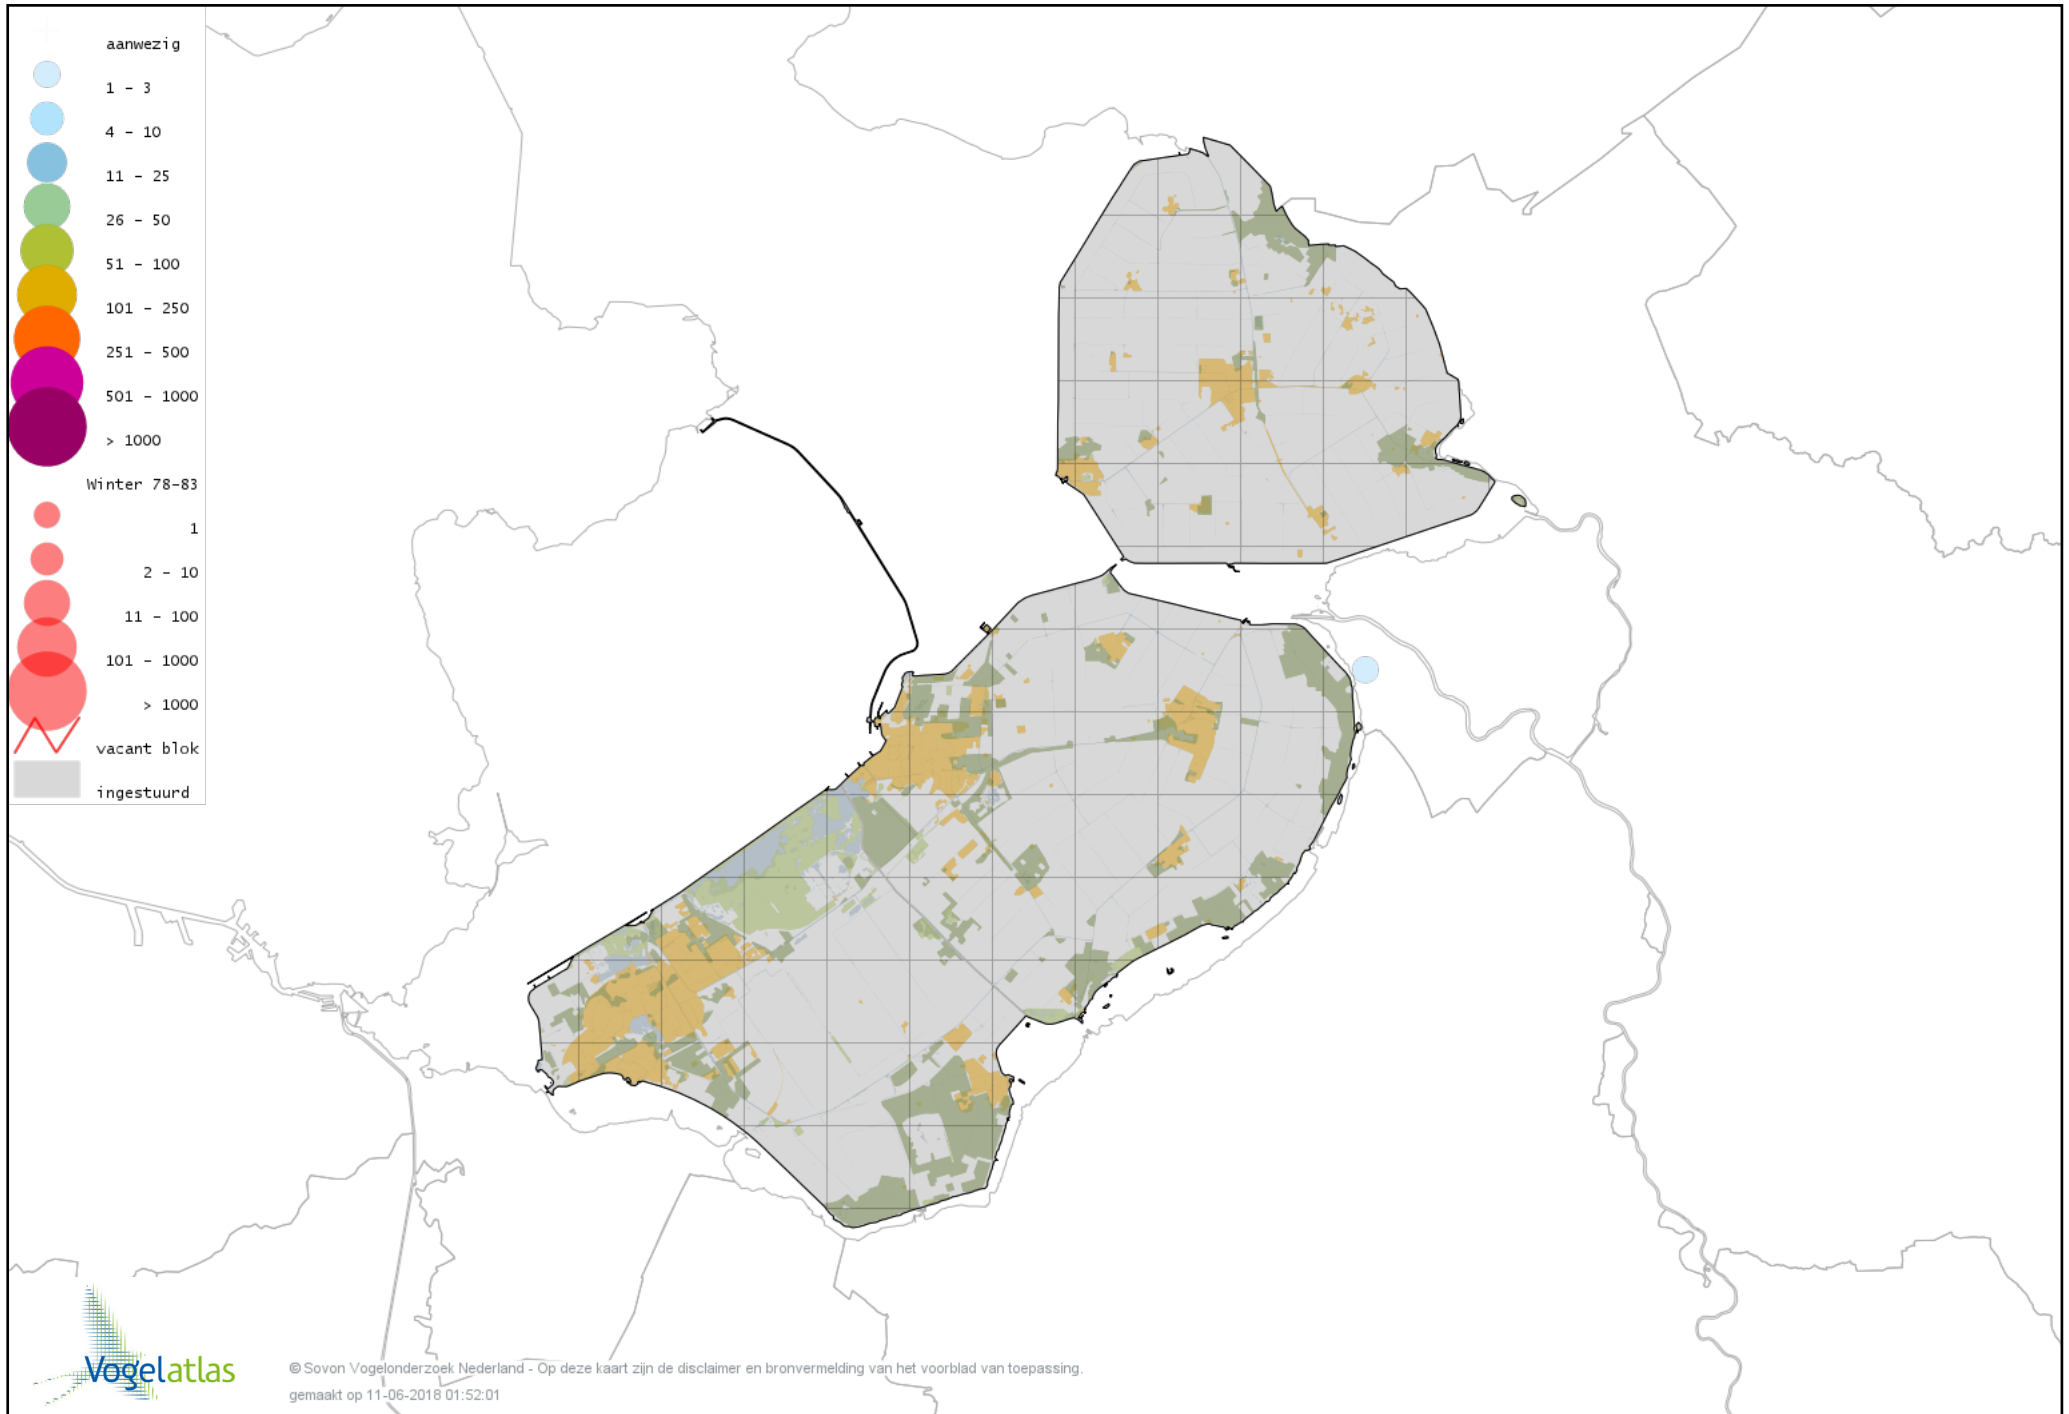 aanwezig
1 - 3
4 - 10
11 - 25
26 - 50
51 - 100
101 - 250
251 - 500
501 - 1000
> 1000
Winter 78-83
1
2 - 10
11 - 100
101 - 1000
> 1000
vacant blok
ingestuurd
Vogelatlas
© Sovon Vogelonderzoek Nederland - Op deze kaart zijn de disclaimer en bronvermelding van het voorblad van toepassing.
gemaakt op 11-06-2018 01:52:01